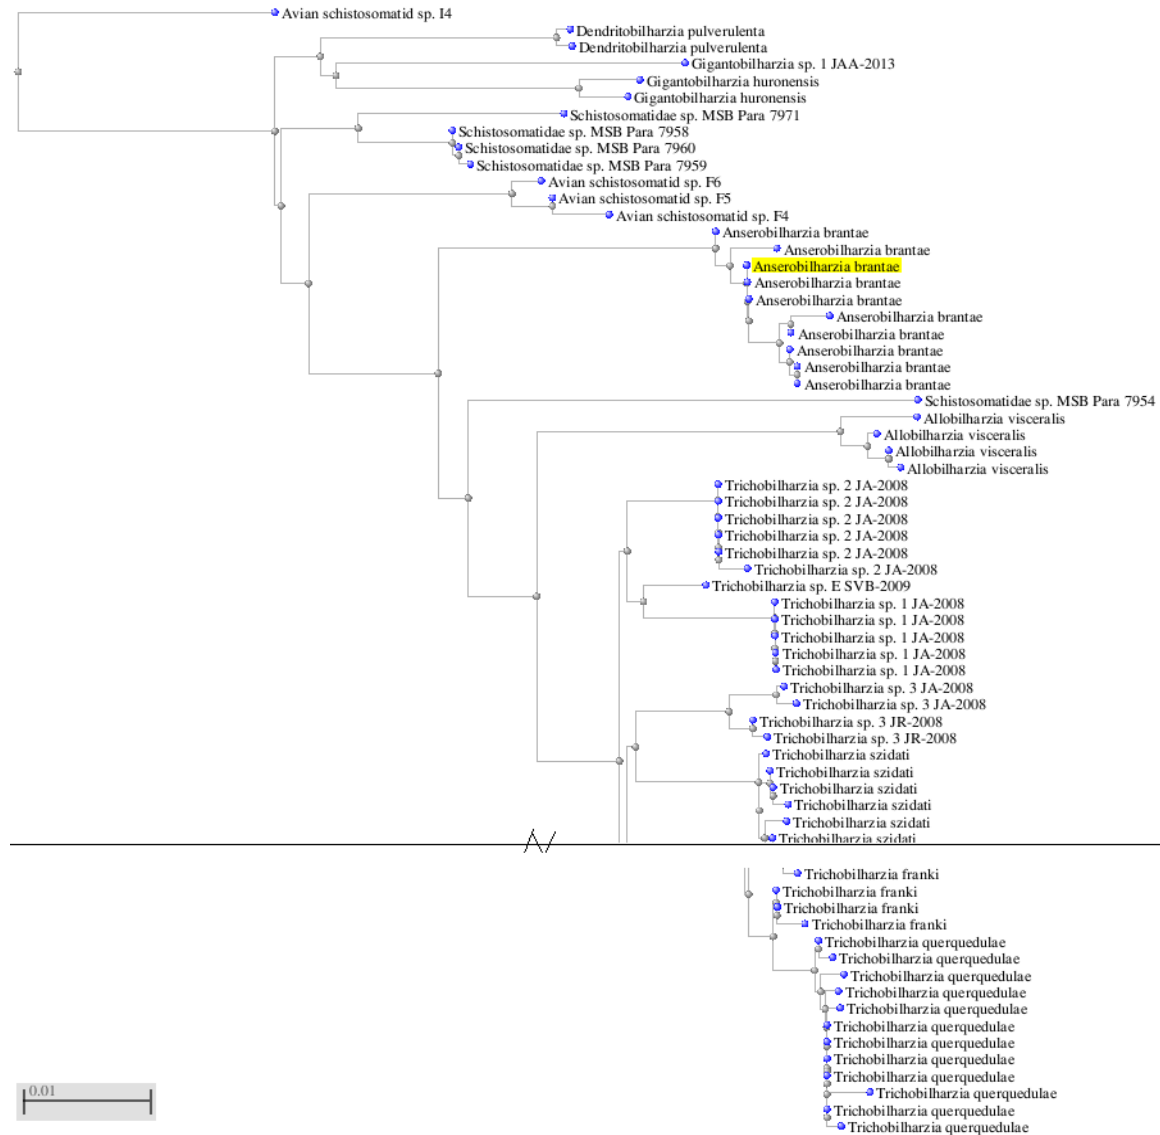 Avian schistosomatid sp. I4
Dendritobilharzia pulverulenta
Dendritobilharzia pulverulenta
Gigantobilharzia sp. 1 JAA-2013
Gigantobilharzia huronensis
Gigantobilharzia huronensis
Schistosomatidae sp. MSB Para 7971
Schistosomatidae sp. MSB Para 7958
Schistosomatidae sp. MSB Para 7960
Schistosomatidae sp. MSB Para 7959
Avian schistosomatid sp. F6
Avian schistosomatid sp. F5
Avian schistosomatid sp. F4
Anserobilharzia brantae
Anserobilharzia brantae
Anserobilharzia brantae
Anserobilharzia brantae
Anserobilharzia brantae
Anserobilharzia brantae
Anserobilharzia brantae
Anserobilharzia brantae
Anserobilharzia brantae
Anserobilharzia brantae
Schistosomatidae sp. MSB Para 7954
Allobilharzia visceralis
Allobilharzia visceralis
Allobilharzia visceralis
Allobilharzia visceralis
Trichobilharzia sp. 2 JA-2008
Trichobilharzia sp. 2 JA-2008
Trichobilharzia sp. 2 JA-2008
Trichobilharzia sp. 2 JA-2008
Trichobilharzia sp. 2 JA-2008
Trichobilharzia sp. 2 JA-2008
Trichobilharzia sp. E SVB-2009
Trichobilharzia sp. 1 JA-2008
Trichobilharzia sp. 1 JA-2008
Trichobilharzia sp. 1 JA-2008
Trichobilharzia sp. 1 JA-2008
Trichobilharzia sp. 1 JA-2008
Trichobilharzia sp. 3 JA-2008
Trichobilharzia sp. 3 JA-2008
Trichobilharzia sp. 3 JR-2008
Trichobilharzia sp. 3 JR-2008
Trichobilharzia szidati
Trichobilharzia szidati
Trichobilharzia szidati
Trichobilharzia szidati
Trichobilharzia szidati
Trichobilharzia szidati
Trichobilharzia franki
Trichobilharzia franki
Trichobilharzia franki
Trichobilharzia franki
Trichobilharzia querquedulae
Trichobilharzia querquedulae
Trichobilharzia querquedulae
Trichobilharzia querquedulae
Trichobilharzia querquedulae
Trichobilharzia querquedulae
Trichobilharzia querquedulae
Trichobilharzia querquedulae
Trichobilharzia querquedulae
Trichobilharzia querquedulae
Trichobilharzia querquedulae
Trichobilharzia querquedulae
0.01